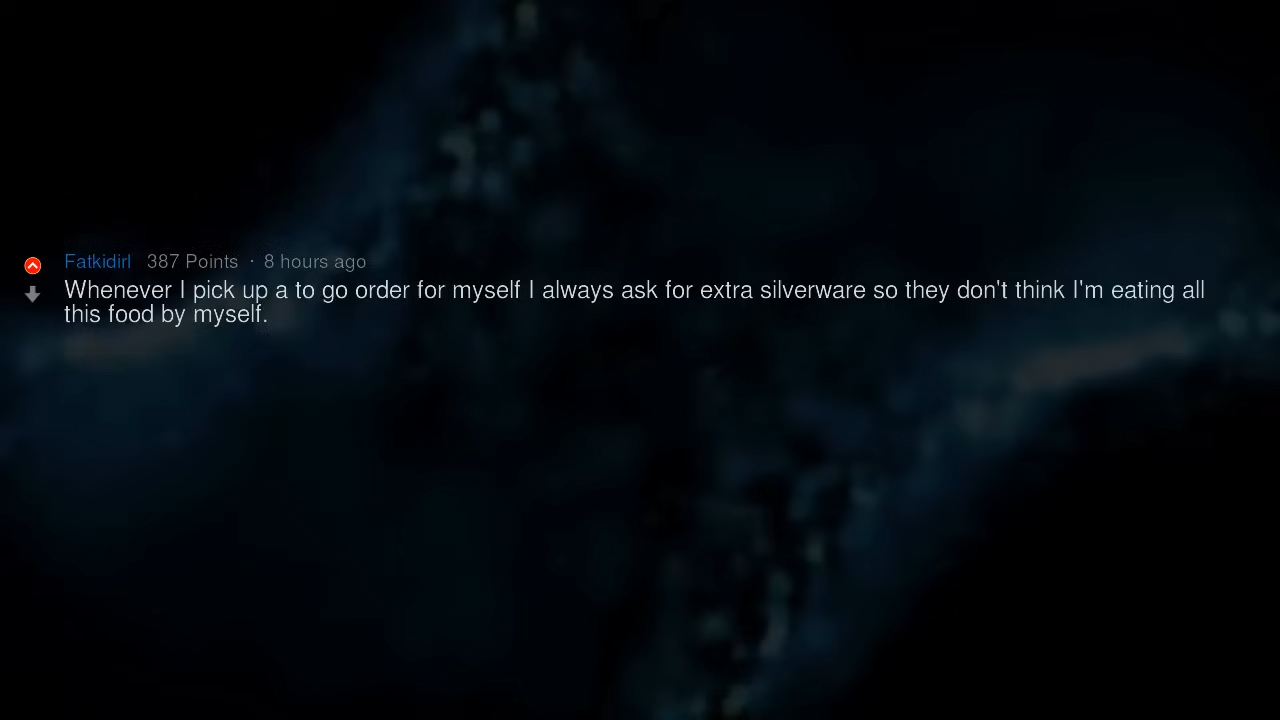 Fatkidirl 387 Points · 8 hours ago
Whenever I pick up a to go order for myself I always ask for extra silverware so they don't think I'm eating all
this food by myself.